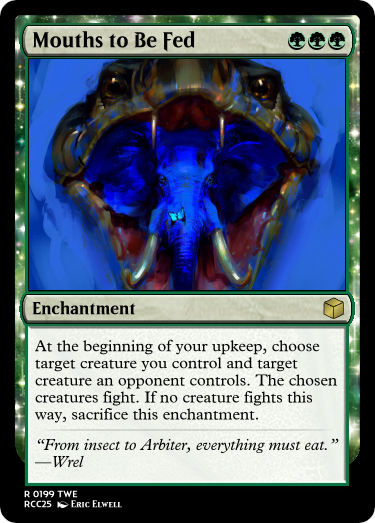 Mouths to Be Fed
Enchantment
At the beginning of your upkeep, choose
target creature you control and target
creature an opponent controls. The chosen
creatures fight. If no creature fights this
way, sacrifice this enchantment.
“From insect to Arbiter, everything must eat.”
—Wrel
R 0199 TWE
RCC25 Eric Elwell